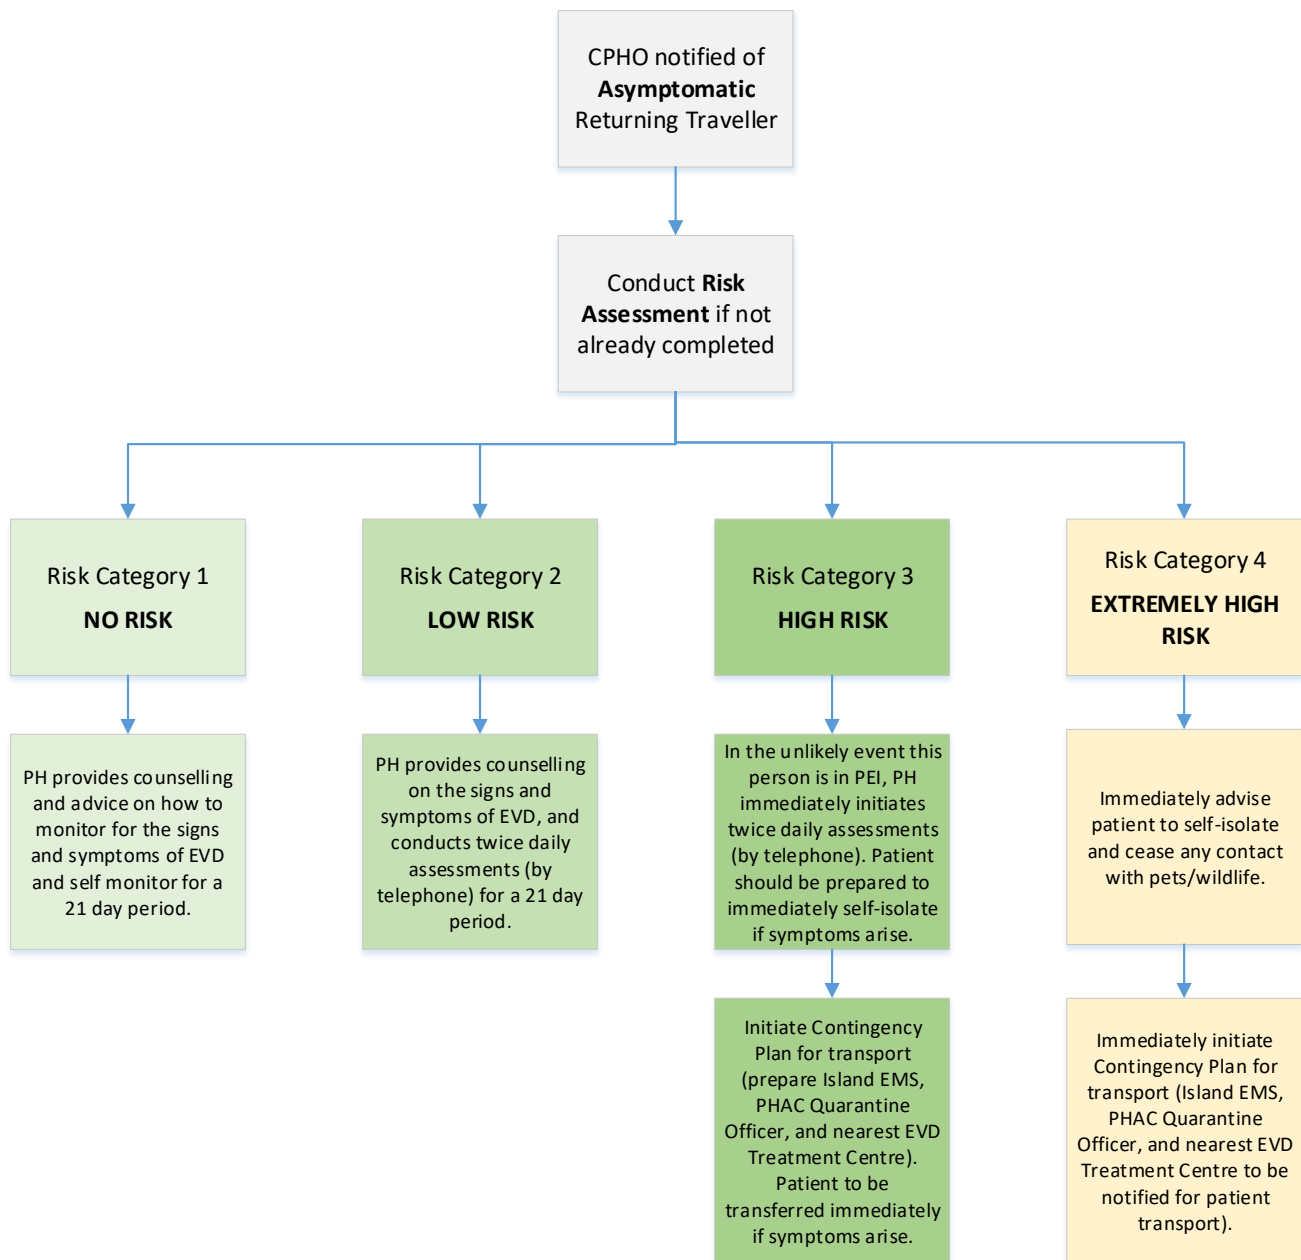 CPHO notified of
Asymptomatic
Returning Traveller
Conduct Risk
Assessment if not
already completed
Risk Category 1
NO RISK
Risk Category 2
LOW RISK
Risk Category 3
HIGH RISK
Risk Category 4
EXTREMELY HIGH
RISK
PH provides counselling
and advice on how to
monitor for the signs
and symptoms of EVD
and self monitor for a
21 day period.
PH provides counselling
on the signs and
symptoms of EVD, and
conducts twice daily
assessments (by
telephone) for a 21 day
period.
In the unlikely event this
person is in PEI, PH
immediately initiates
twice daily assessments
(by telephone). Patient
should be prepared to
immediately self-isolate
if symptoms arise.
Immediately advise
patient to self-isolate
and cease any contact
with pets/wildlife.
Initiate Contingency
Plan for transport
(prepare Island EMS,
PHAC Quarantine
Officer, and nearest EVD
Treatment Centre).
Patient to be
transferred immediately
if symptoms arise.
Immediately initiate
Contingency Plan for
transport (Island EMS,
PHAC Quarantine
Officer, and nearest EVD
Treatment Centre to be
notified for patient
transport).